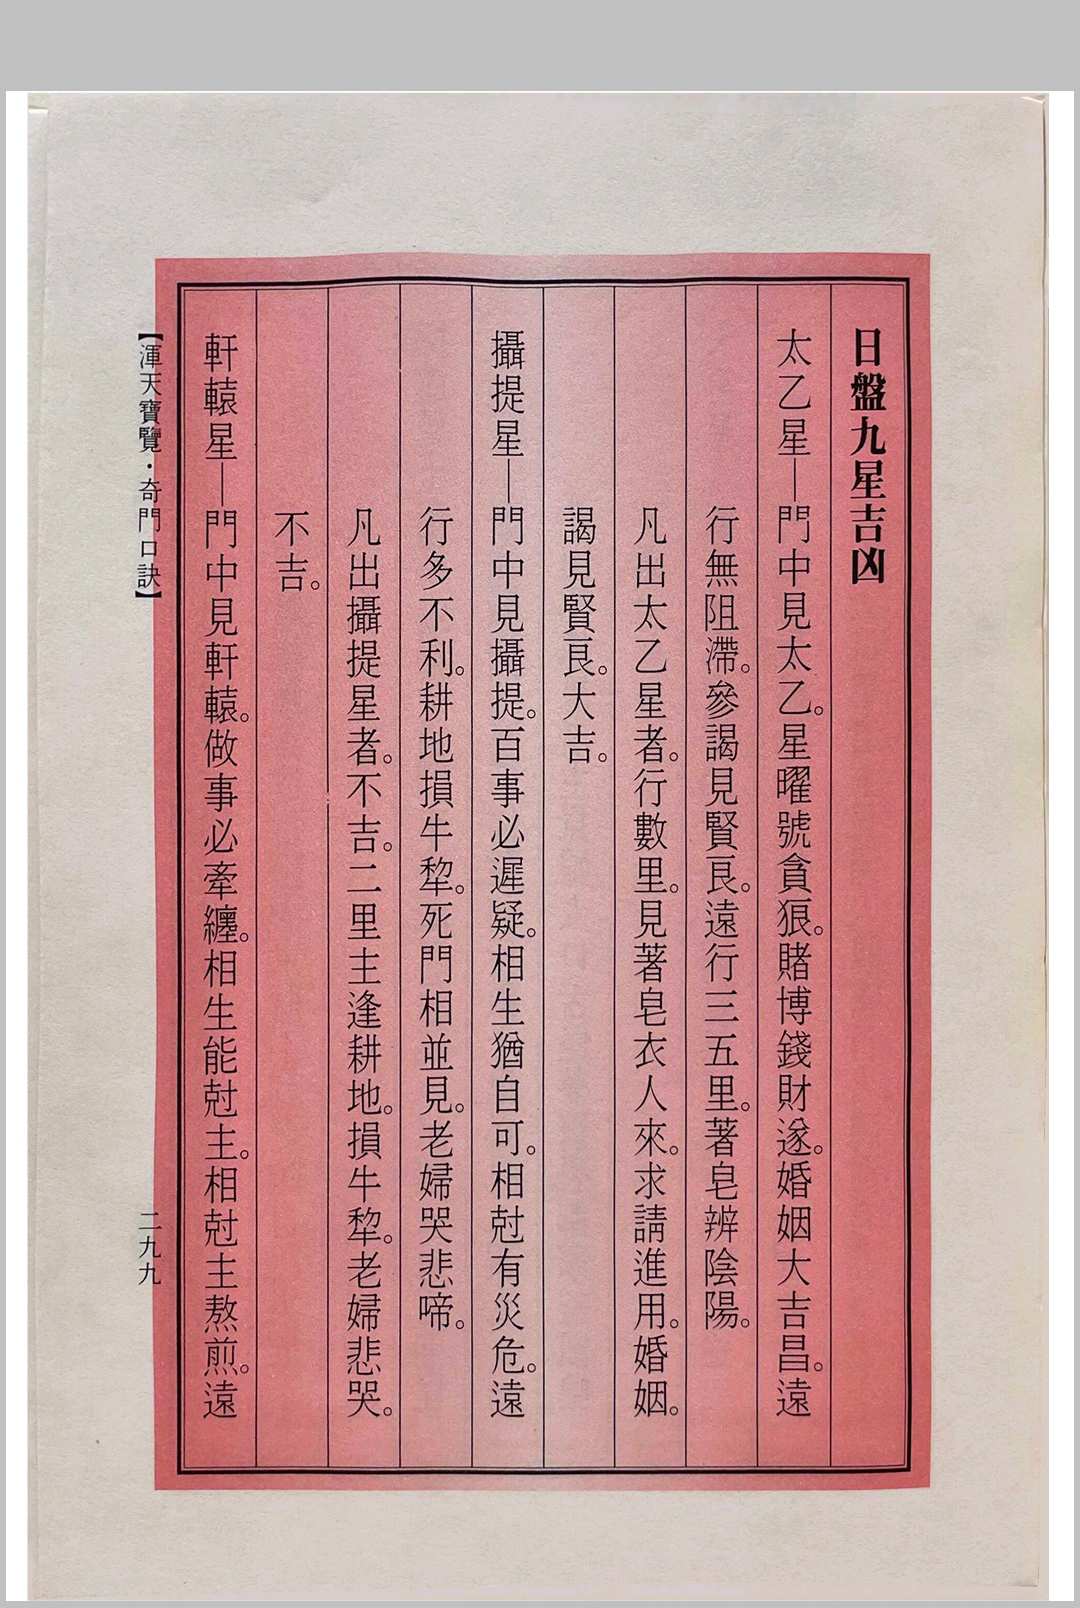 日盤九星吉凶
太乙星—門中見太乙。星曜號貪狼。賭博錢財遂。婚姻大吉昌。遠
行無阻滯。參謁見賢良。遠行三五里。著皂辨陰陽。
凡出太乙星者。行數里。見著皂衣人來。求請進用。婚姻。
謁見賢良。大吉。
攝提星—門中見攝提。百事必遲疑。相生猶自可。相尅有災危。遠
行多不利。耕地損牛犂。死門相並見。老婦哭悲啼。
凡出攝提星者。不吉。二里主逢耕地。損牛犂。老婦悲哭。
不吉。
軒轅星—門中見軒轅。做事必牽纏。相生能尅主。相尅主熬煎。遠
【渾天寶覽·奇門口訣】
二九九